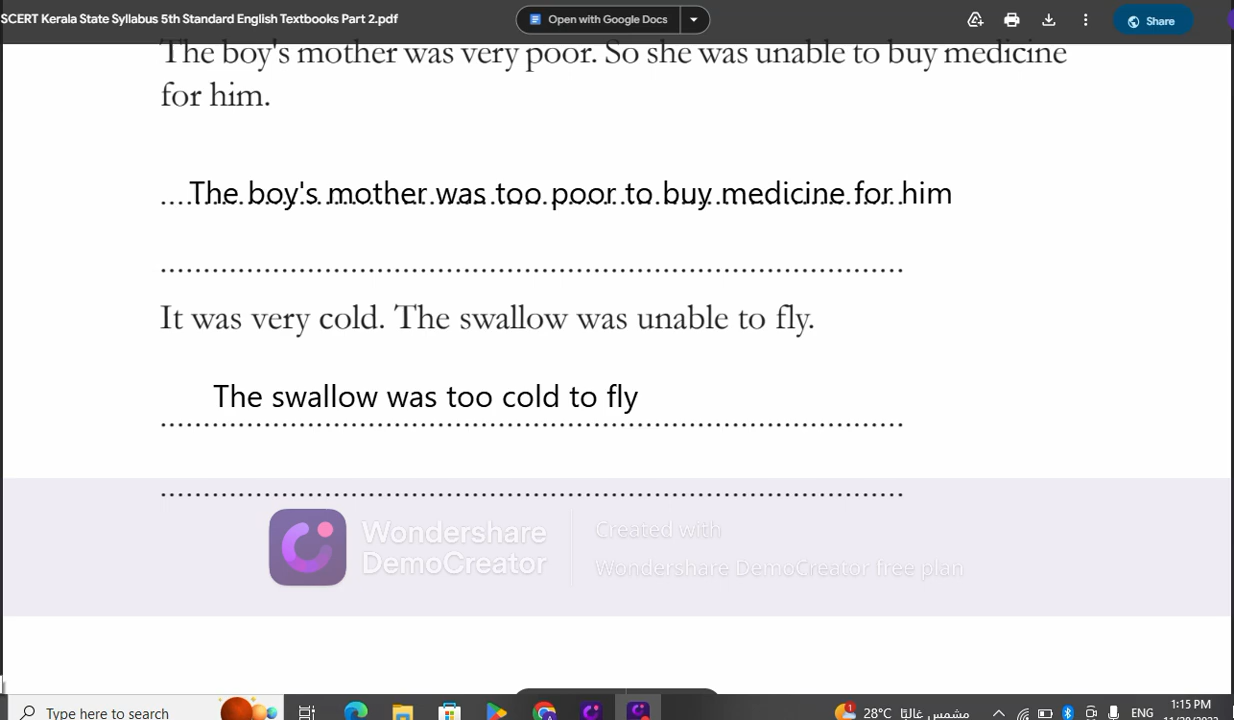 SCERT Kerala State Syllabus 5th Standard English Textbooks Part 2.pdf
Open with Google Docs
Share
The boy's mother was very poor. So she was unable to buy medicine
for him.
The boy's mother was too poor to buy medicine for him
It was very cold. The swallow was unable to fly.
The swallow was too cold to fly
Wondershare
DemoCreator
Created with
Wondershare DemoCreator free plan
Type here to search
1
28°C
مشمس غالبًا
ENG
1:15 PM